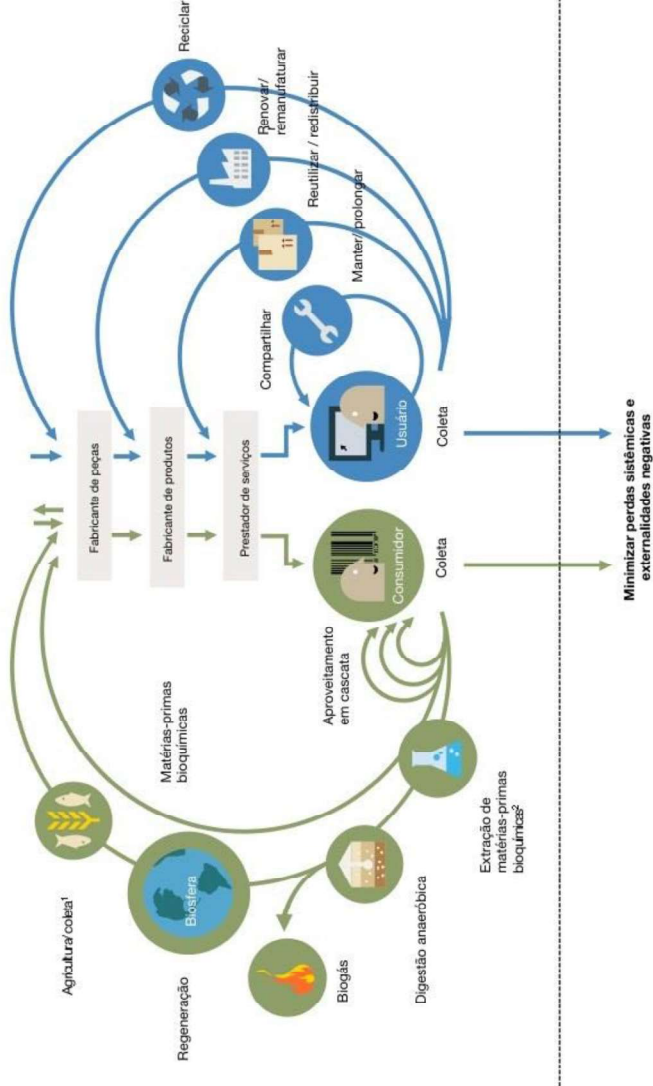 Agricultura/coleta¹
Regeneração
Biosfera
Matérias-primas
bioquímicas
Biogás
Digestão anaeróbica
Extração de
matérias-primas
bioquímicas²
Aproveitamento
em cascata
Fabricante de peças
Fabricante de produtos
Prestador de serviços
Consumidor
Coleta
Usuário
Coleta
Compartilhar
Manter/prolongar
Reutilizar / redistribuir
Renovar/
remanufaturar
Reciclar
Minimizar perdas sistêmicas e
externalidades negativas